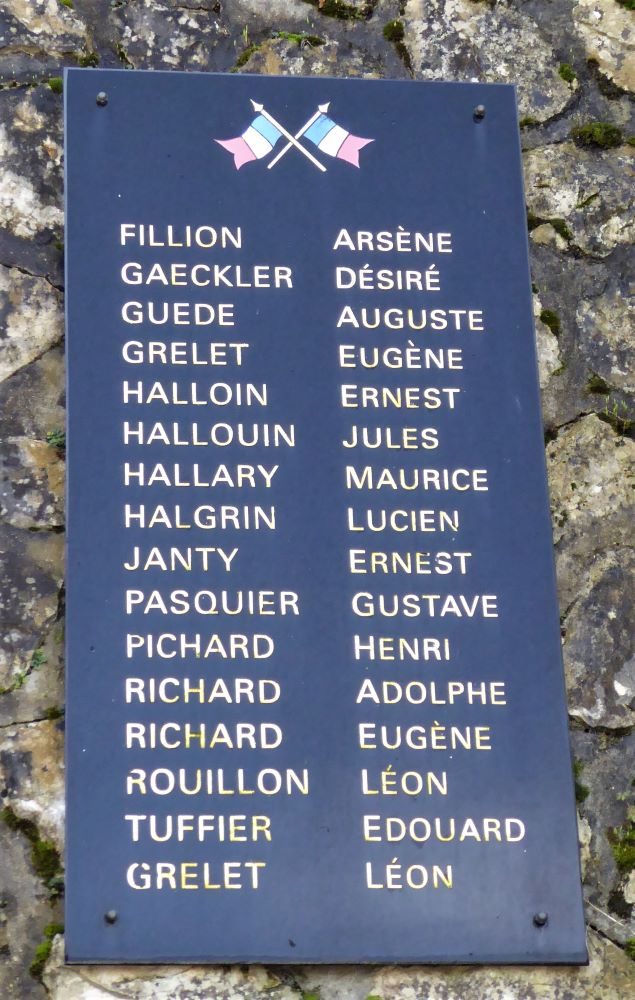 FILLION ARSÈNE
GAECKLER DÉSIRÉ
GUEDE AUGUSTE
GRELET EUGÈNE
HALLOIN ERNEST
HALLOUIN JULES
HALLARY MAURICE
HALGRIN LUCIEN
JANTY ERNEST
PASQUIER GUSTAVE
PICHARD HENRI
RICHARD ADOLPHE
RICHARD EUGÈNE
ROUILLON LÉON
TUFFIER EDOUARD
GRELET LÉON